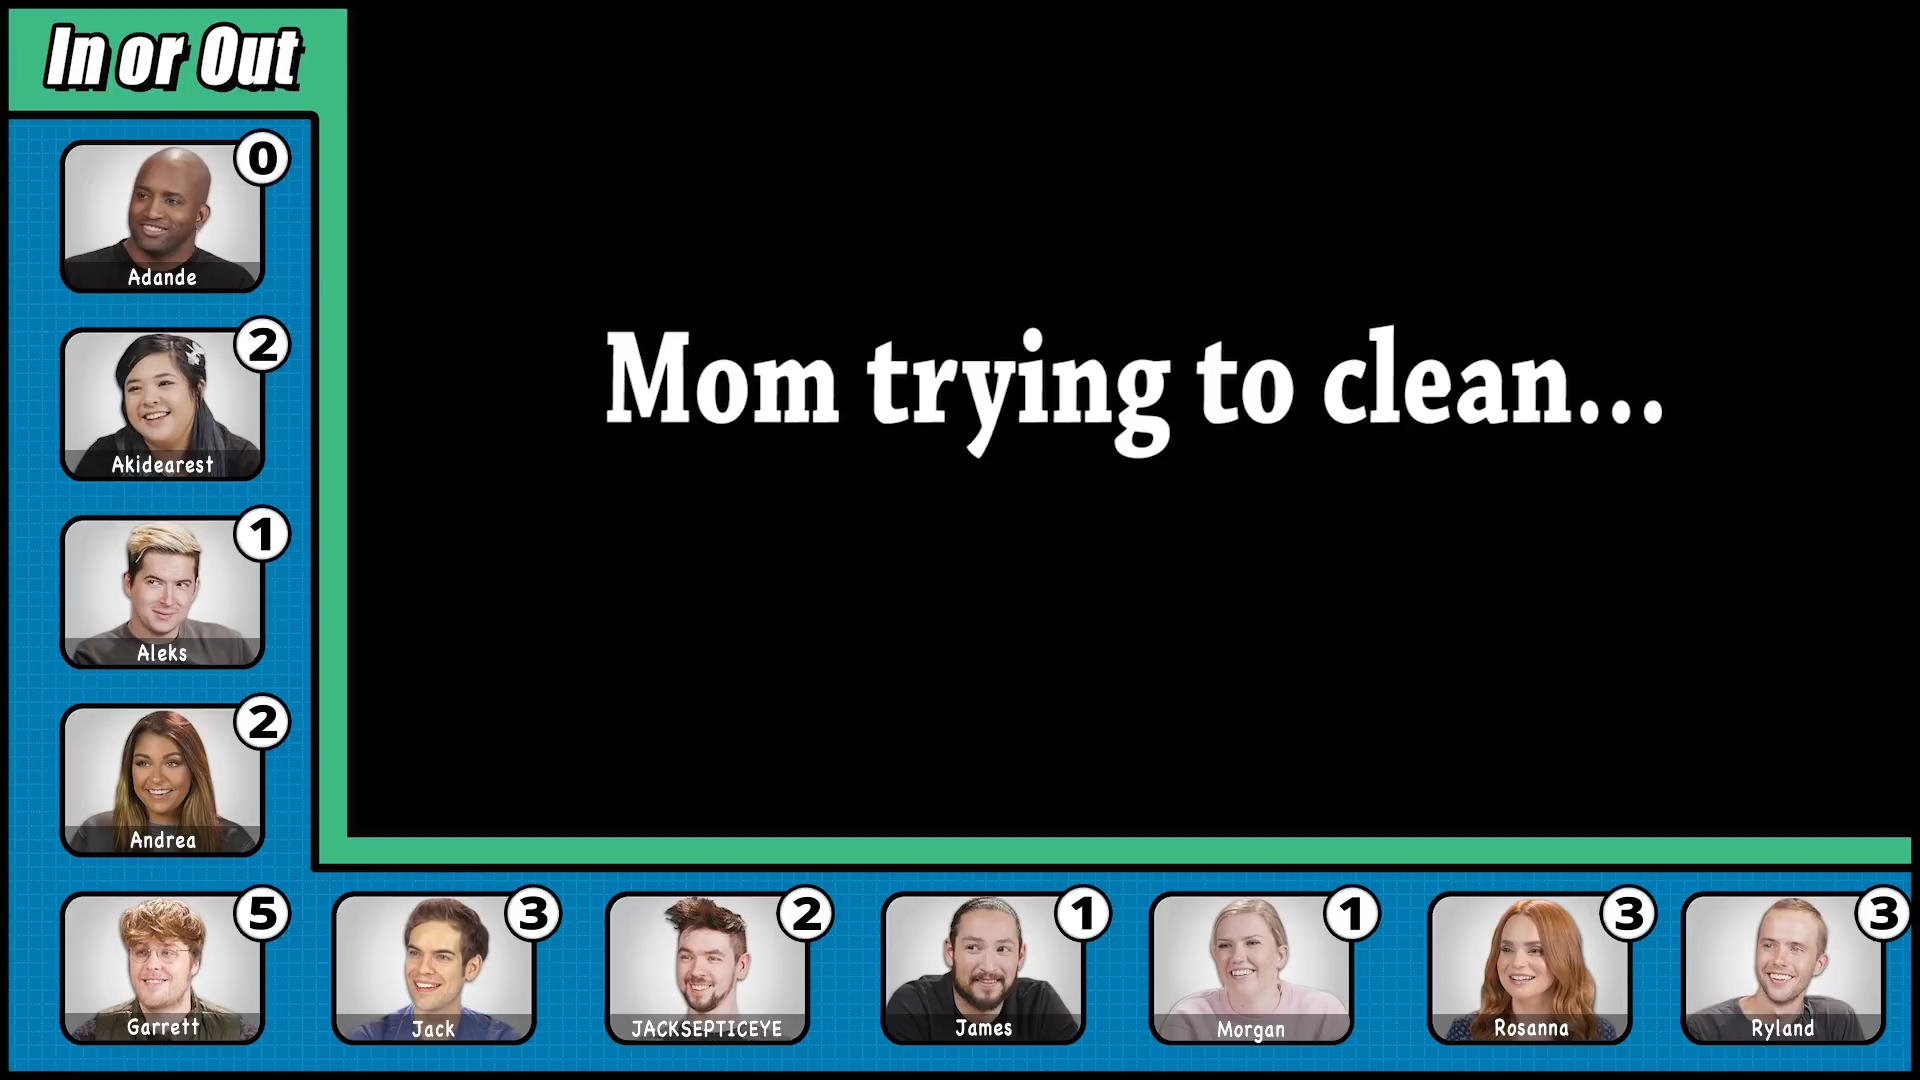 In or Out
0
Adande
2
Akidearest
1
Aleks
2
Andrea
Mom trying to clean...
5
Garrett
3
Jack
2
JACKSEPTICEYE
1
James
1
Morgan
3
Rosanna
3
Ryland